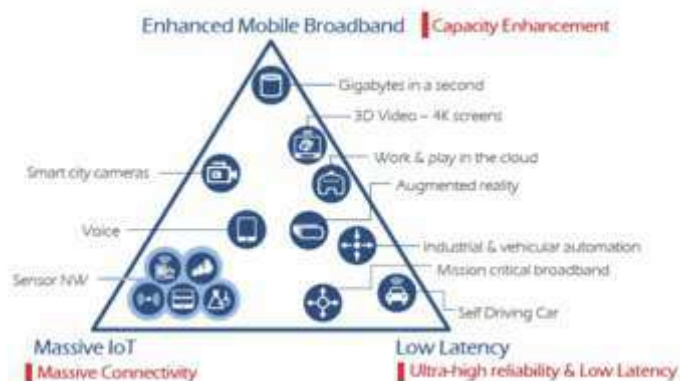 Enhanced Mobile Broadband
Capacity Enhancement
Gigabytes in a second
3D Video – 4K screens
Work & play in the cloud
Smart city cameras
Augmented reality
Voice
Industrial & vehicular automation
Mission critical broadband
Sensor NW
Self Driving Car
Massive IoT
Low Latency
Massive Connectivity
Ultra-high reliability & Low Latency